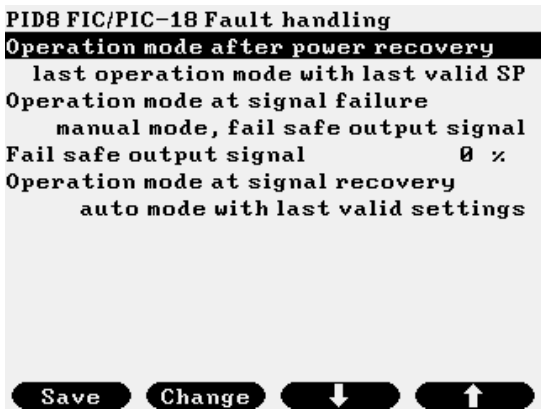 PID8 FIC/PIC-18 Fault handling
Operation mode after power recovery
last operation mode with last valid SP
Operation mode at signal failure
manual mode, fail safe output signal
Fail safe output signal 0 %
Operation mode at signal recovery
auto mode with last valid settings
Save Change ⬇ ⬆